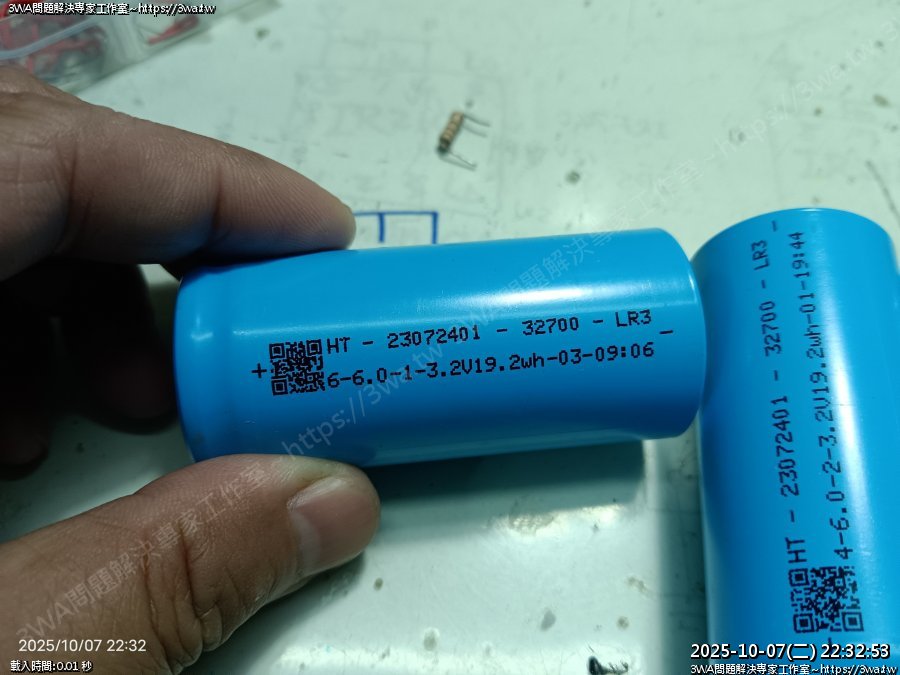 3WA問題解決專家工作室~https://3wa.tw
HT - 23072401 - 32700 - LR3
+ 6-6.0-1-3.2V19.2wh-03-09:06 -
HT - 23072401 - 32700 - LR3 -
4-6.0-2-3.2V19.2wh-01-19:44
3WA問題解決專家工作室~https://3wa.tw
2025/10/07 22:32
載入時間:0.01 秒
2025-10-07(二) 22:32:53
3WA問題解決專家工作室~https://3wa.tw